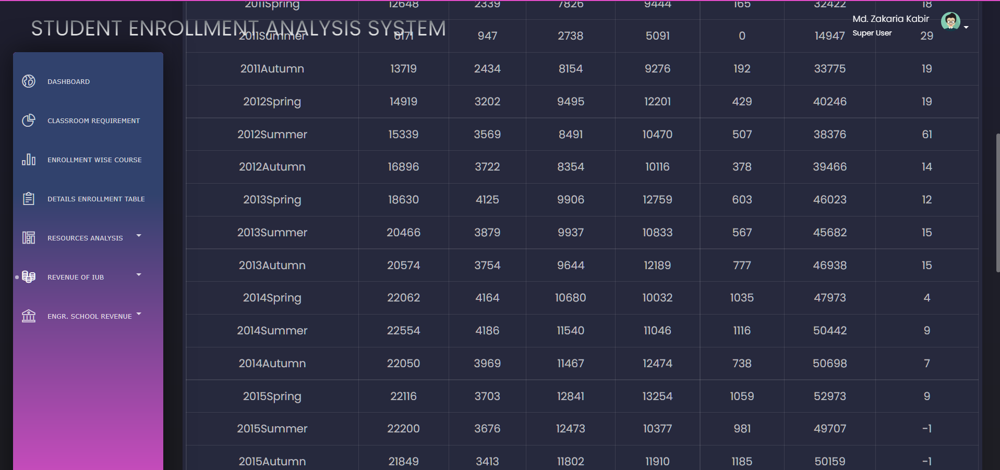 2011Spring 12648 2339 7826 9444 165 32422 18
STUDENT ENROLLMENT ANALYSIS SYSTEM
Md. Zakaria Kabir
Super User
2011Summer 6171 947 2738 5091 0 14947 29
2011Autumn 13719 2434 8154 9276 192 33775 19
2012Spring 14919 3202 9495 12201 429 40246 19
2012Summer 15339 3569 8491 10470 507 38376 61
2012Autumn 16896 3722 8354 10116 378 39466 14
2013Spring 18630 4125 9906 12759 603 46023 12
2013Summer 20466 3879 9937 10833 567 45682 15
2013Autumn 20574 3754 9644 12189 777 46938 15
2014Spring 22062 4164 10680 10032 1035 47973 4
2014Summer 22554 4186 11540 11046 1116 50442 9
2014Autumn 22050 3969 11467 12474 738 50698 7
2015Spring 22116 3703 12841 13254 1059 52973 9
2015Summer 22200 3676 12473 10377 981 49707 -1
2015Autumn 21849 3413 11802 11910 1185 50159 -1
DASHBOARD
CLASSROOM REQUIREMENT
ENROLLMENT WISE COURSE
DETAILS ENROLLMENT TABLE
RESOURCES ANALYSIS
REVENUE OF IUB
ENGR. SCHOOL REVENUE